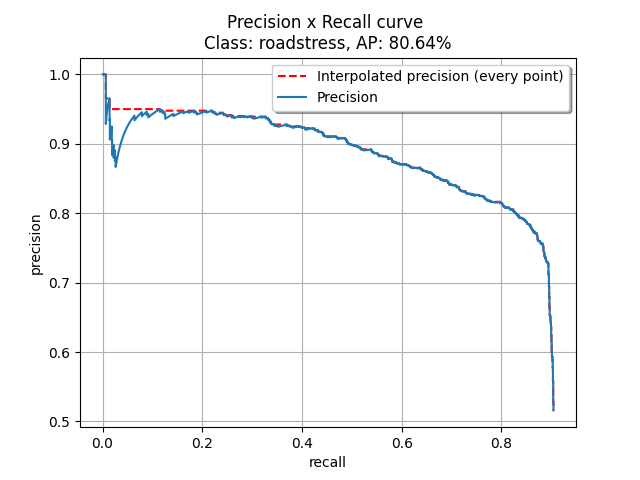 Precision x Recall curve
Class: roadstress, AP: 80.64%
Interpolated precision (every point)
Precision
1.0
0.9
0.8
0.7
0.6
0.5
precision
0.0 0.2 0.4 0.6 0.8
recall